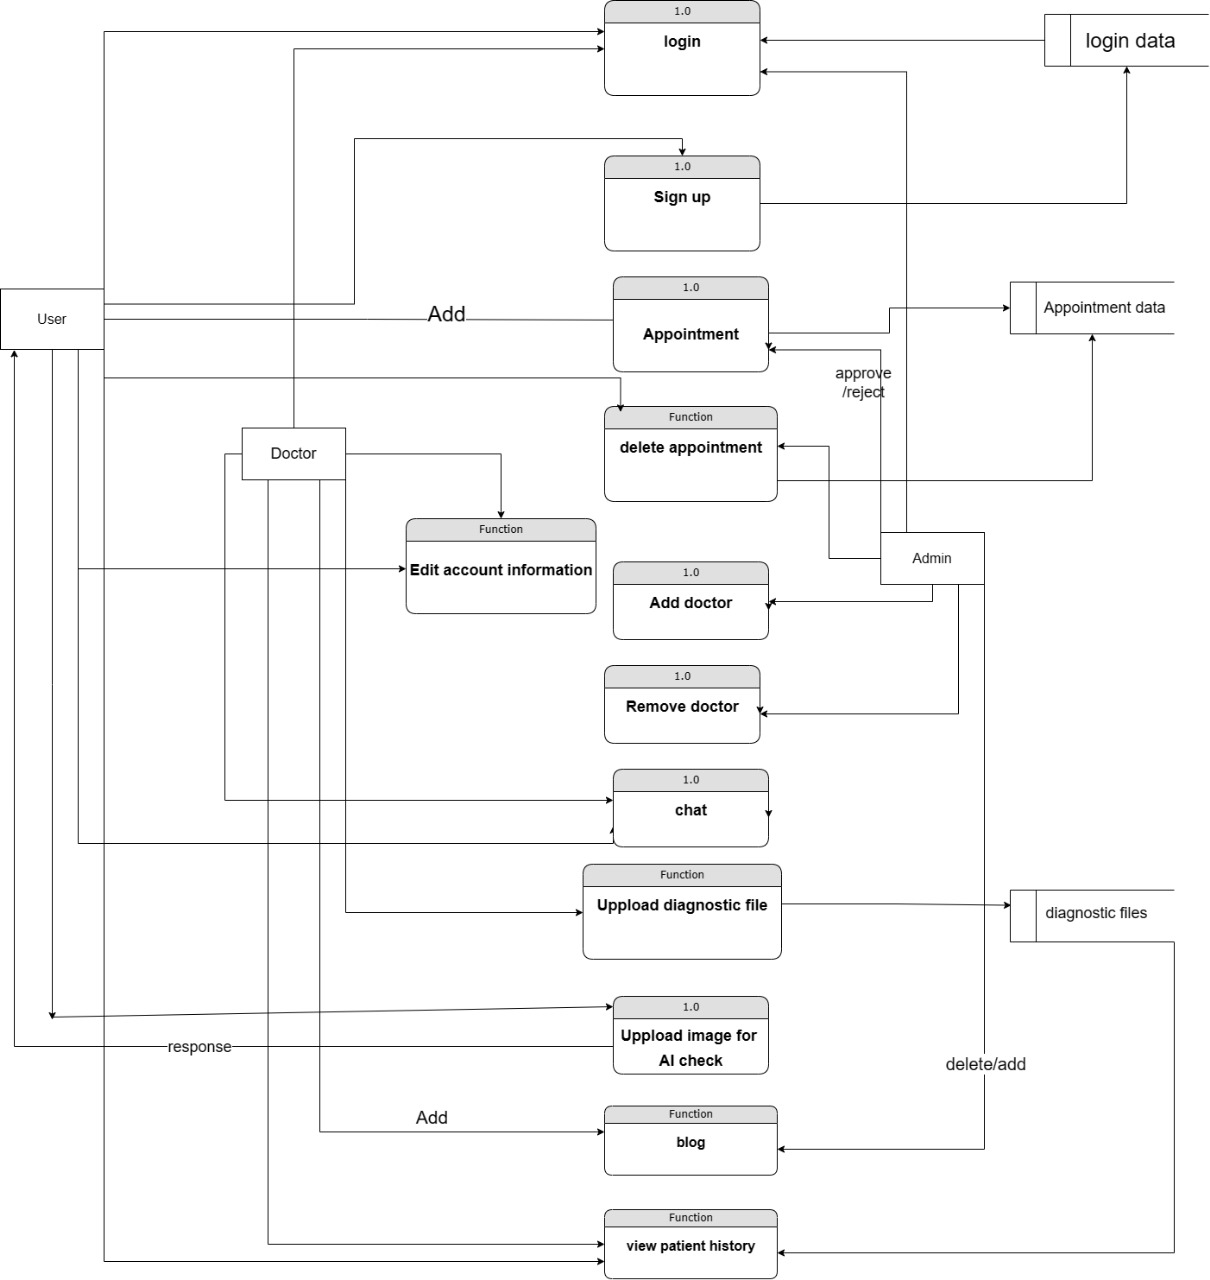 1.0
login
login data
1.0
Sign up
User
Add
1.0
Appointment
Appointment data
approve
/reject
Function
delete appointment
Doctor
Function
Edit account information
Admin
1.0
Add doctor
1.0
Remove doctor
1.0
chat
Function
Uppload diagnostic file
diagnostic files
1.0
Uppload image for
AI check
response
delete/add
Add
Function
blog
Function
view patient history